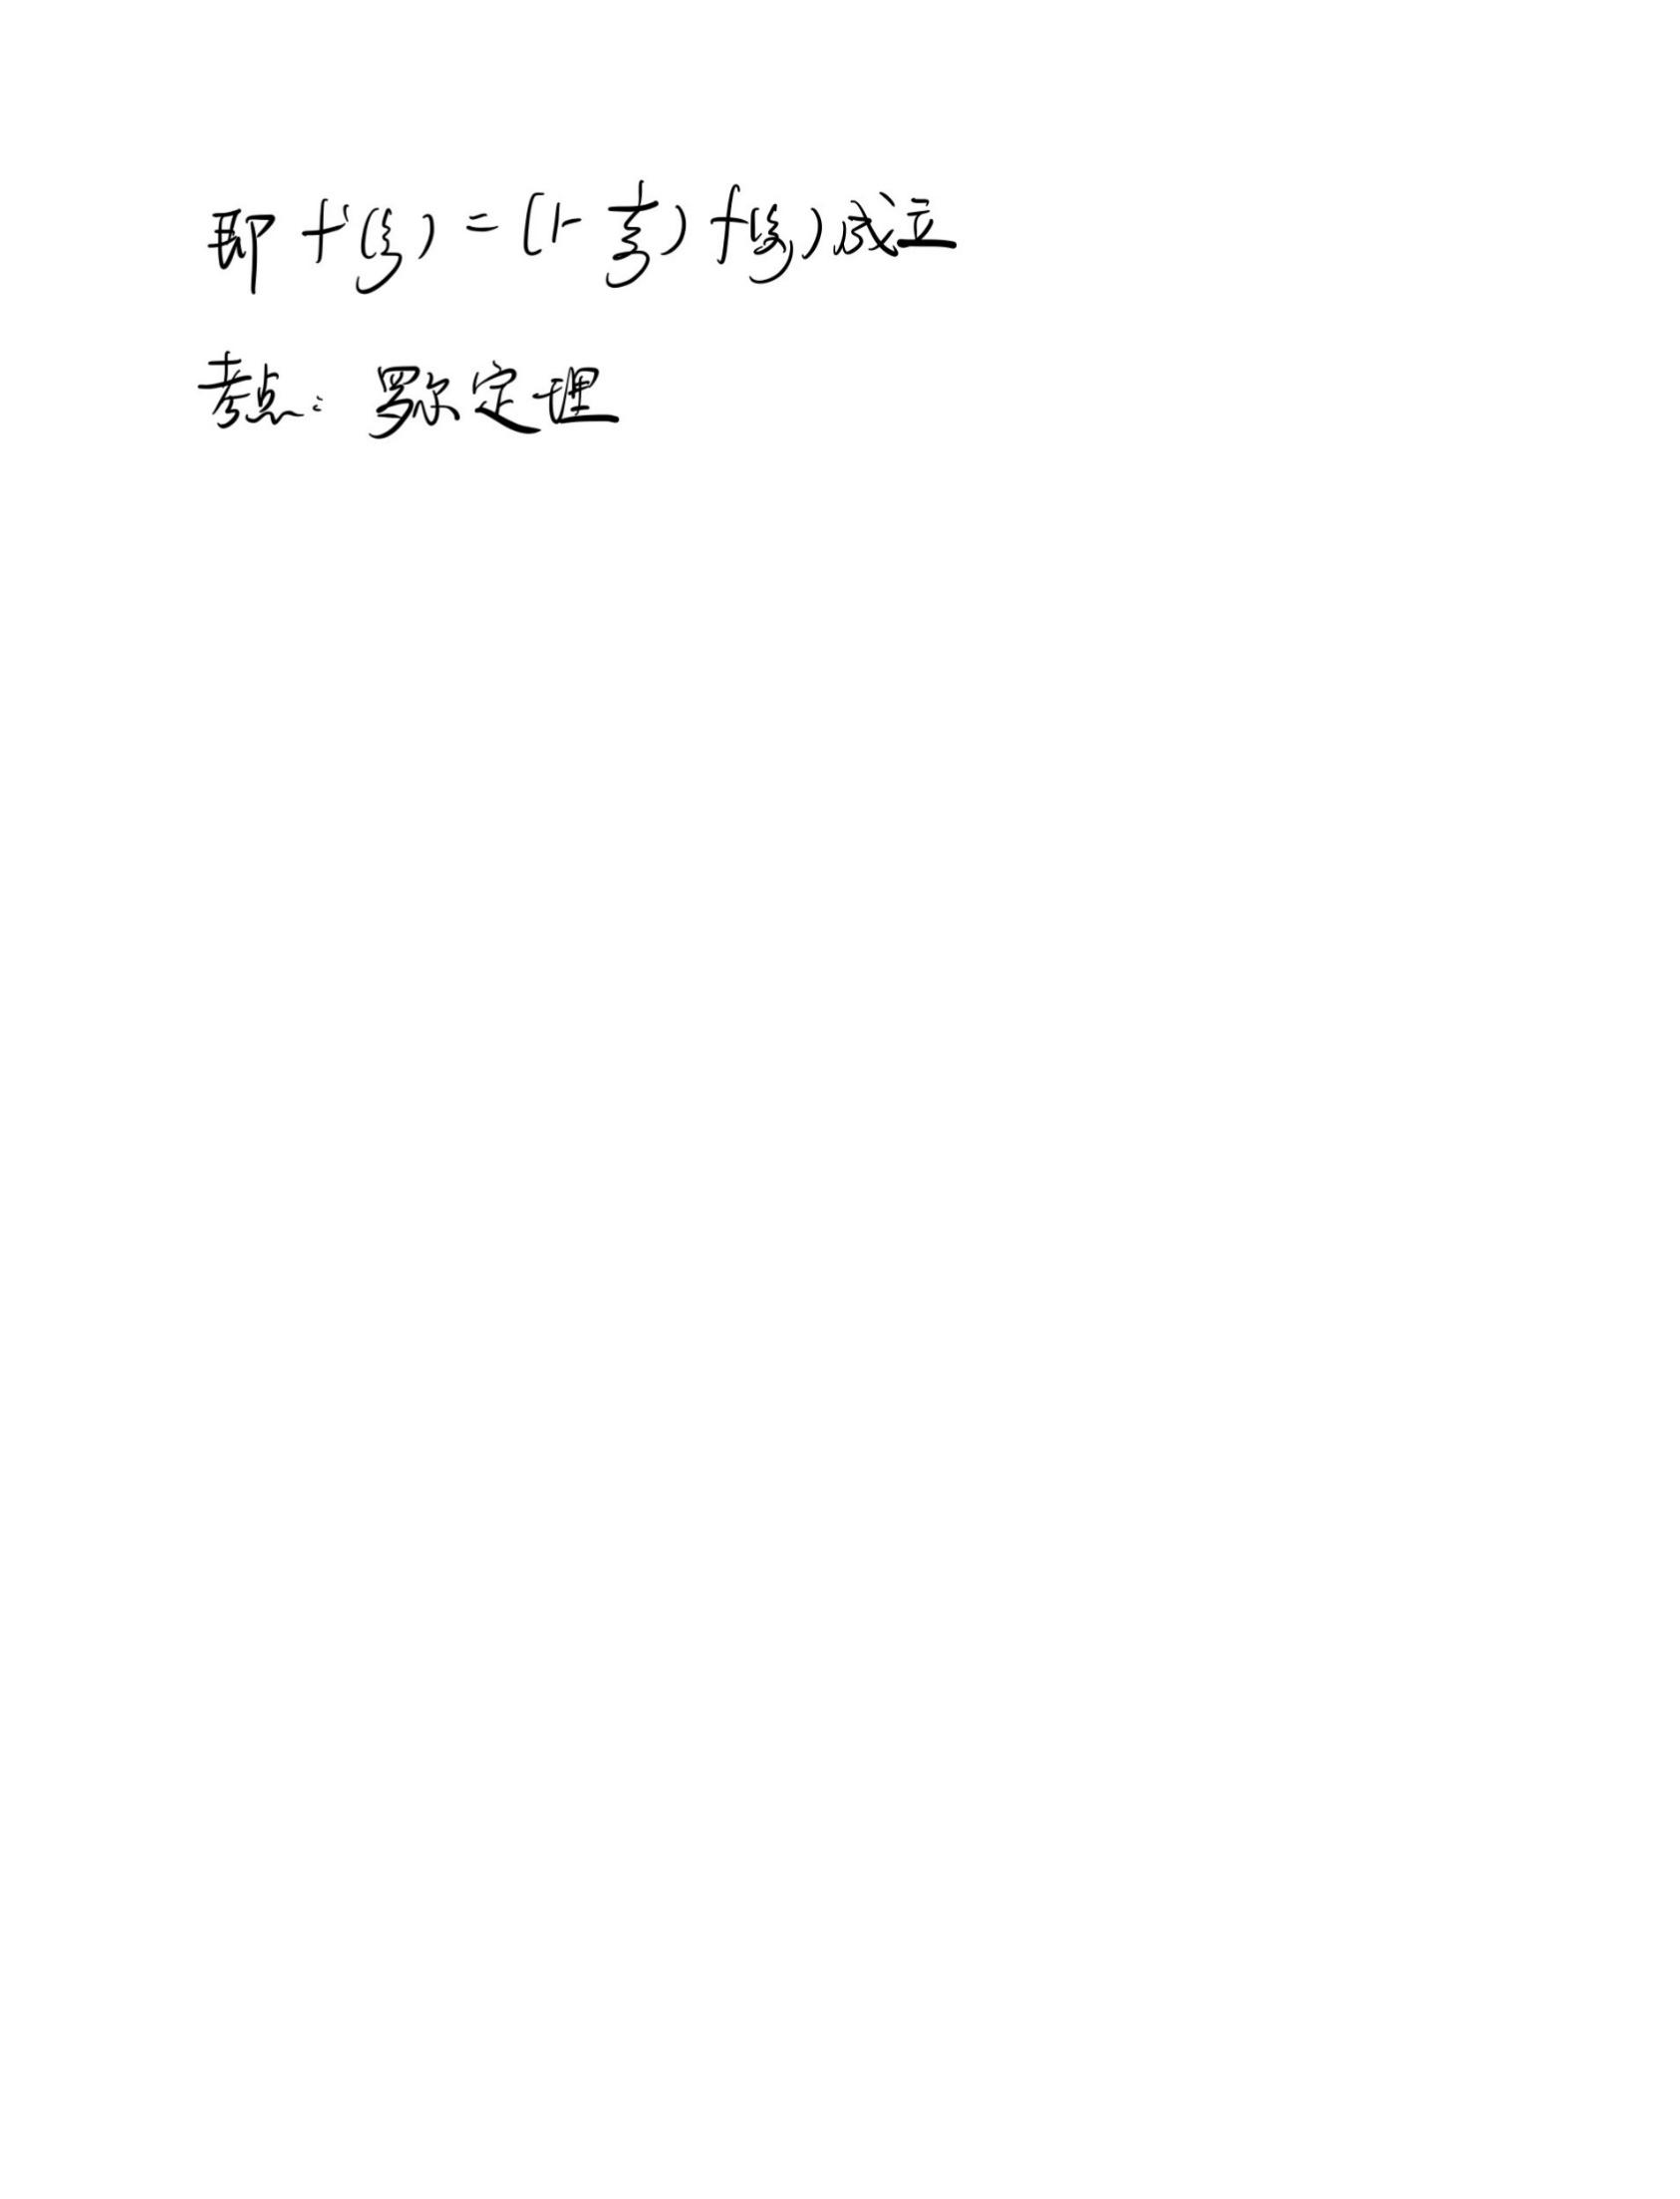 即 f'(ξ) = (1-1/ξ) f(ξ) 成立
考点: 罗尔定理